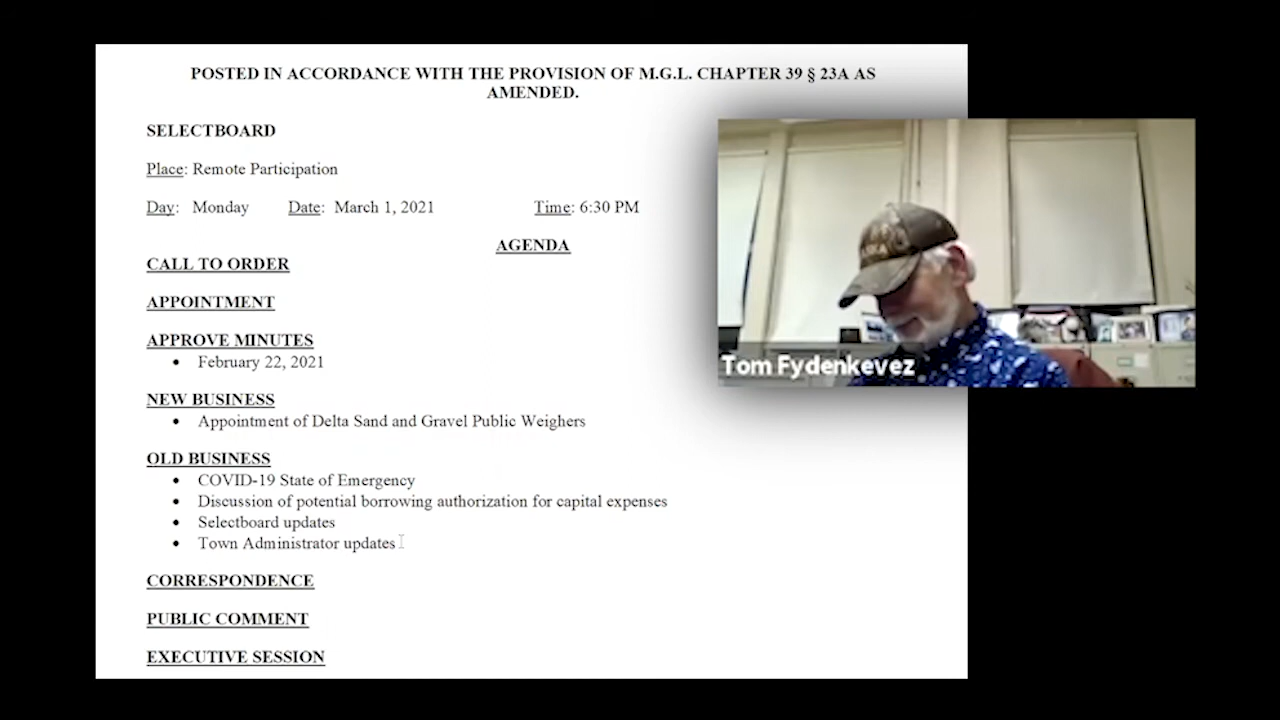 POSTED IN ACCORDANCE WITH THE PROVISION OF M.G.L. CHAPTER 39 § 23A AS
AMENDED.
SELECTBOARD
Place: Remote Participation
Day: Monday Date: March 1, 2021 Time: 6:30 PM
AGENDA
CALL TO ORDER
APPOINTMENT
APPROVE MINUTES
• February 22, 2021
NEW BUSINESS
• Appointment of Delta Sand and Gravel Public Weighers
OLD BUSINESS
• COVID-19 State of Emergency
• Discussion of potential borrowing authorization for capital expenses
• Selectboard updates
• Town Administrator updates
CORRESPONDENCE
PUBLIC COMMENT
EXECUTIVE SESSION
Tom Fydenkevez